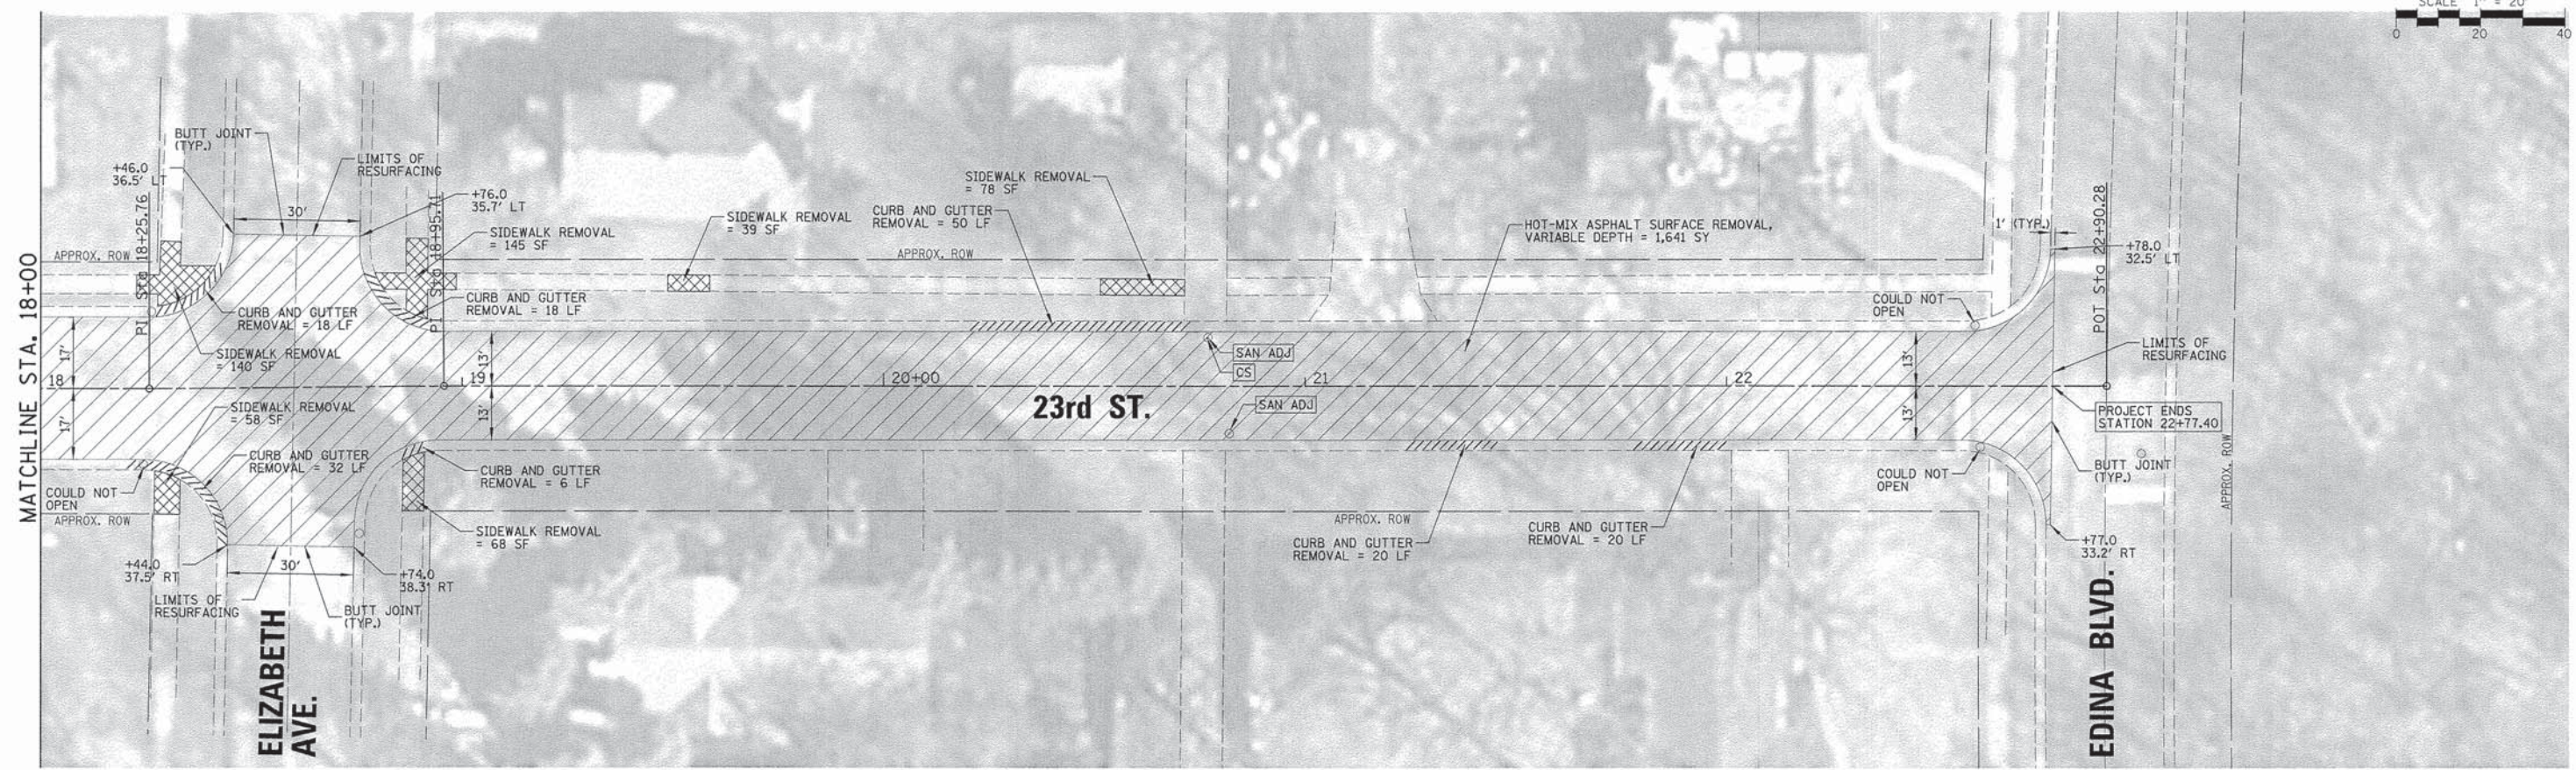 SCALE 1" = 20'
0 20 40
MATCHLINE STA. 18+00
BUTT JOINT
(TYP.)
LIMITS OF
RESURFACING
+46.0
36.5' LT
30'
+76.0
35.7' LT
PI Sta 18+25.76
PI Sta 18+95.71
APPROX. ROW
SIDEWALK REMOVAL
= 145 SF
CURB AND GUTTER
REMOVAL = 18 LF
CURB AND GUTTER
REMOVAL = 18 LF
SIDEWALK REMOVAL
= 140 SF
SIDEWALK REMOVAL
= 39 SF
CURB AND GUTTER
REMOVAL = 50 LF
SIDEWALK REMOVAL
= 78 SF
APPROX. ROW
HOT-MIX ASPHALT SURFACE REMOVAL,
VARIABLE DEPTH = 1,641 SY
1' (TYP.)
+78.0
32.5' LT
POT Sta 22+90.28
COULD NOT
OPEN
LIMITS OF
RESURFACING
17'
17'
13'
13'
13'
13'
18
19
20+00
21
22
SAN ADJ
CS
SAN ADJ
23rd ST.
PROJECT ENDS
STATION 22+77.40
BUTT JOINT
(TYP.)
APPROX. ROW
SIDEWALK REMOVAL
= 58 SF
CURB AND GUTTER
REMOVAL = 32 LF
COULD NOT
OPEN
APPROX. ROW
CURB AND GUTTER
REMOVAL = 6 LF
SIDEWALK REMOVAL
= 68 SF
+44.0
37.5' RT
30'
+74.0
38.3' RT
LIMITS OF
RESURFACING
BUTT JOINT
(TYP.)
APPROX. ROW
CURB AND GUTTER
REMOVAL = 20 LF
CURB AND GUTTER
REMOVAL = 20 LF
COULD NOT
OPEN
+77.0
33.2' RT
ELIZABETH
AVE.
EDINA BLVD.